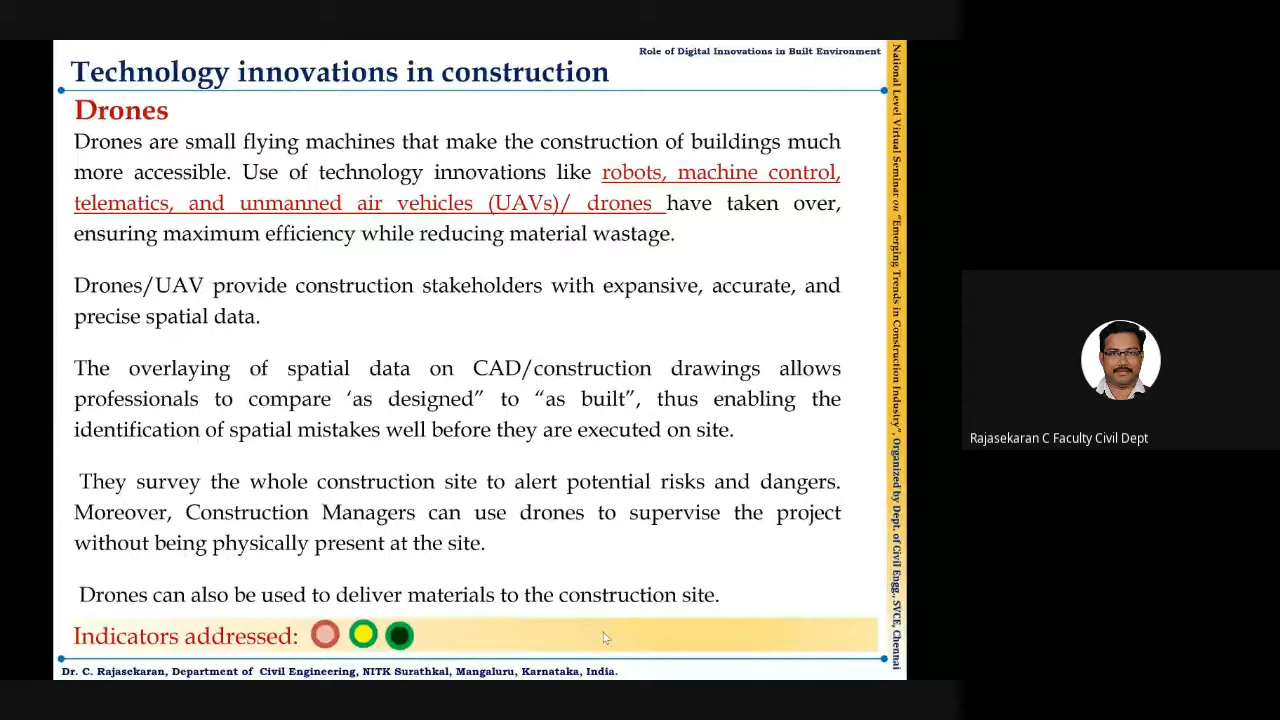 Role of Digital Innovations in Built Environment
Technology innovations in construction
Drones
Drones are small flying machines that make the construction of buildings much
more accessible. Use of technology innovations like robots, machine control,
telematics, and unmanned air vehicles (UAVs)/ drones have taken over,
ensuring maximum efficiency while reducing material wastage.
Drones/UAV provide construction stakeholders with expansive, accurate, and
precise spatial data.
The overlaying of spatial data on CAD/construction drawings allows
professionals to compare ‘as designed” to “as built”, thus enabling the
identification of spatial mistakes well before they are executed on site.
They survey the whole construction site to alert potential risks and dangers.
Moreover, Construction Managers can use drones to supervise the project
without being physically present at the site.
Drones can also be used to deliver materials to the construction site.
Indicators addressed:
Dr. C. Rajasekaran, Department of Civil Engineering, NITK Surathkal, Mangaluru, Karnataka, India.
National Level Virtual Seminar on “Emerging Trends in Construction Industry”, Organized by Dept. of Civil Engg., SVCE, Chennai
Rajasekaran C Faculty Civil Dept